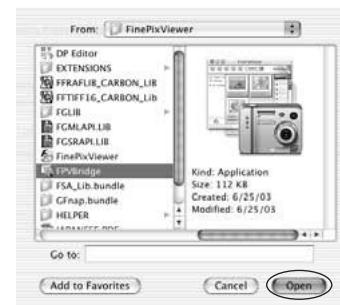 From: FinePixViewer
DP Editor
EXTENSIONS
FFRAFLIB_CARBON_LIB
FFTIFF16_CARBON_Lib
FGLIB
FGMLAPI.LIB
FGSRAPI.LIB
FinePixViewer
FPVBridge
FSA_Lib.bundle
GFnap.bundle
HELPER
Kind: Application
Size: 112 KB
Created: 6/25/03
Modified: 6/25/03
Go to:
Add to Favorites
Cancel
Open